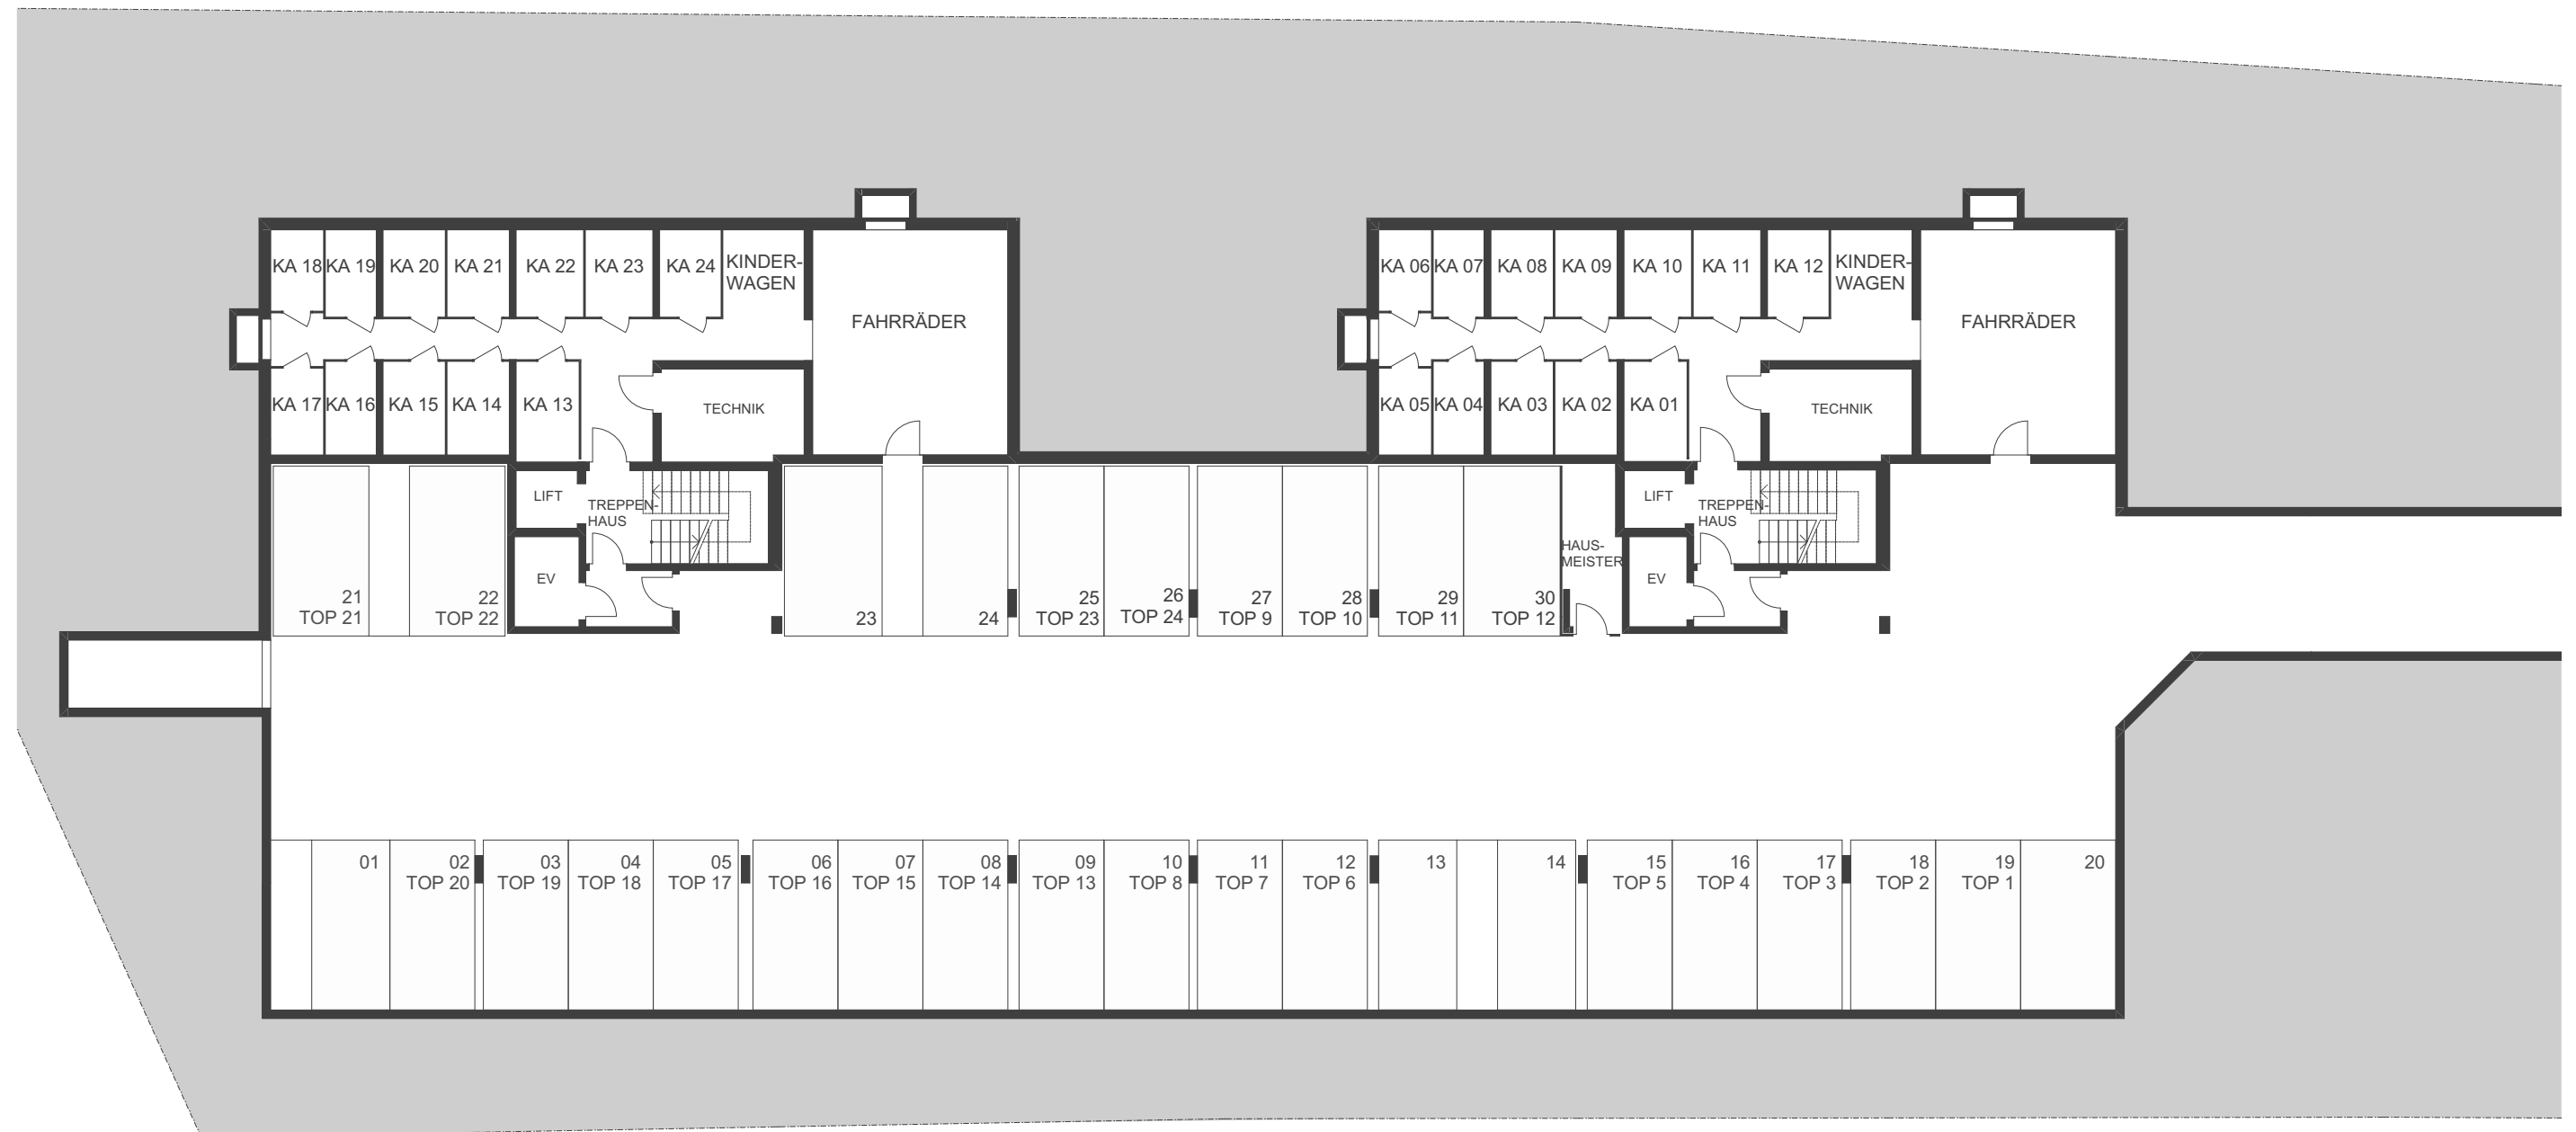 KA 18 KA 19 KA 20 KA 21 KA 22 KA 23 KA 24 KINDER-
WAGEN
FAHRRÄDER
KA 17 KA 16 KA 15 KA 14 KA 13
TECHNIK
LIFT
TREPPEN-
HAUS
EV
KA 06 KA 07 KA 08 KA 09 KA 10 KA 11 KA 12 KINDER-
WAGEN
FAHRRÄDER
KA 05 KA 04 KA 03 KA 02 KA 01
TECHNIK
LIFT
TREPPEN-
HAUS
HAUS-
MEISTER
EV
21
TOP 21
22
TOP 22
23
24
25
TOP 23
26
TOP 24
27
TOP 9
28
TOP 10
29
TOP 11
30
TOP 12
01
02
TOP 20
03
TOP 19
04
TOP 18
05
TOP 17
06
TOP 16
07
TOP 15
08
TOP 14
09
TOP 13
10
TOP 8
11
TOP 7
12
TOP 6
13
14
15
TOP 5
16
TOP 4
17
TOP 3
18
TOP 2
19
TOP 1
20